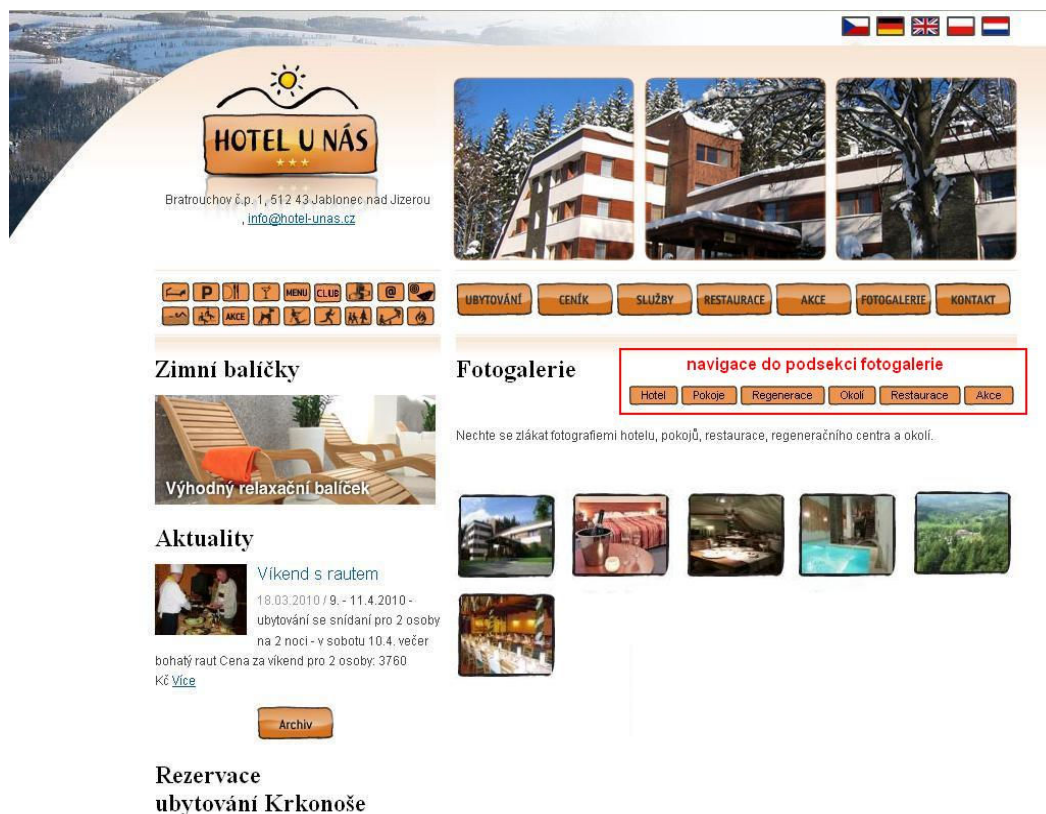 HOTEL U NÁS
Bratrouchov č.p. 1, 512 43 Jablonec nad Jizerou
, info@hotel-unas.cz
P MENU CLUB @
AKCE
UBYTOVÁNÍ CENÍK SLUŽBY RESTAURACE AKCE FOTOGALERIE KONTAKT
Zimní balíčky
Výhodný relaxační balíček
Aktuality
Víkend s rautem
18.03.2010 / 9. - 11.4.2010 -
ubytování se snídaní pro 2 osoby
na 2 noci - v sobotu 10.4. večer
bohatý raut Cena za víkend pro 2 osoby: 3760
Kč Více
Archiv
Rezervace
ubytování Krkonoše
Fotogalerie
navigace do podsekci fotogalerie
Hotel Pokoje Regenerace Okolí Restaurace Akce
Nechte se zlákat fotografiemi hotelu, pokojů, restaurace, regeneračního centra a okolí.